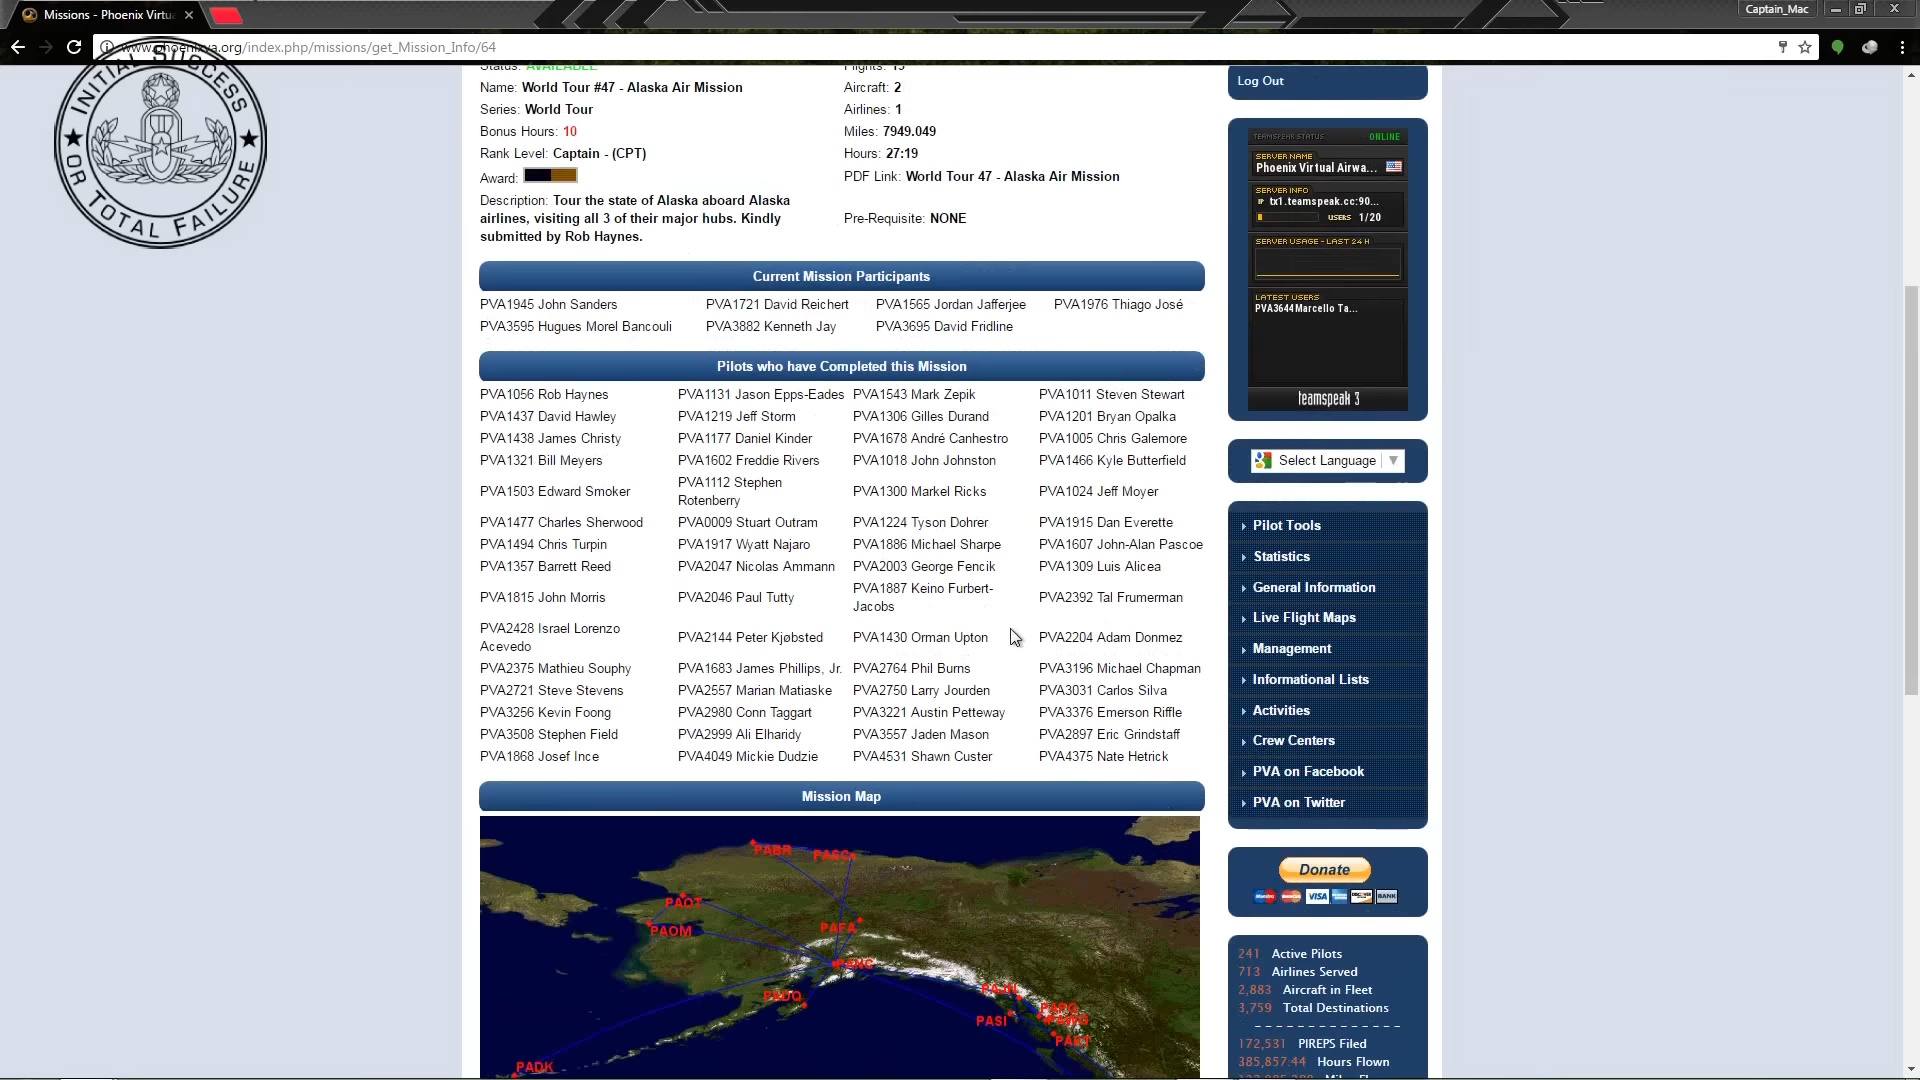 Missions - Phoenix Virtu
Captain_Mac
www.phoenixva.org/index.php/missions/get_Mission_Info/64
INITIAL SUCCESS
OR TOTAL FAILURE
Status: AVAILABLE
Flights: 15
Name: World Tour #47 - Alaska Air Mission
Aircraft: 2
Series: World Tour
Airlines: 1
Bonus Hours: 10
Miles: 7949.049
Rank Level: Captain - (CPT)
Hours: 27:19
Award:
PDF Link: World Tour 47 - Alaska Air Mission
Description: Tour the state of Alaska aboard Alaska
airlines, visiting all 3 of their major hubs. Kindly
submitted by Rob Haynes.
Pre-Requisite: NONE
Current Mission Participants
PVA1945 John Sanders PVA1721 David Reichert PVA1565 Jordan Jafferjee PVA1976 Thiago José
PVA3595 Hugues Morel Bancouli PVA3882 Kenneth Jay PVA3695 David Fridline
Pilots who have Completed this Mission
PVA1056 Rob Haynes PVA1131 Jason Epps-Eades PVA1543 Mark Zepik PVA1011 Steven Stewart
PVA1437 David Hawley PVA1219 Jeff Storm PVA1306 Gilles Durand PVA1201 Bryan Opalka
PVA1438 James Christy PVA1177 Daniel Kinder PVA1678 André Canhestro PVA1005 Chris Galemore
PVA1321 Bill Meyers PVA1602 Freddie Rivers PVA1018 John Johnston PVA1466 Kyle Butterfield
PVA1503 Edward Smoker PVA1112 Stephen
Rotenberry PVA1300 Markel Ricks PVA1024 Jeff Moyer
PVA1477 Charles Sherwood PVA0009 Stuart Outram PVA1224 Tyson Dohrer PVA1915 Dan Everette
PVA1494 Chris Turpin PVA1917 Wyatt Najaro PVA1886 Michael Sharpe PVA1607 John-Alan Pascoe
PVA1357 Barrett Reed PVA2047 Nicolas Ammann PVA2003 George Fencik PVA1309 Luis Alicea
PVA1815 John Morris PVA2046 Paul Tutty PVA1887 Keino Furbert-
Jacobs PVA2392 Tal Frumerman
PVA2428 Israel Lorenzo
Acevedo PVA2144 Peter Kjøbsted PVA1430 Orman Upton PVA2204 Adam Donmez
PVA2375 Mathieu Souphy PVA1683 James Phillips, Jr. PVA2764 Phil Burns PVA3196 Michael Chapman
PVA2721 Steve Stevens PVA2557 Marian Matiaske PVA2750 Larry Jourden PVA3031 Carlos Silva
PVA3256 Kevin Foong PVA2980 Conn Taggart PVA3221 Austin Petteway PVA3376 Emerson Riffle
PVA3508 Stephen Field PVA2999 Ali Elharidy PVA3557 Jaden Mason PVA2897 Eric Grindstaff
PVA1868 Josef Ince PVA4049 Mickie Dudzie PVA4531 Shawn Custer PVA4375 Nate Hetrick
Mission Map
PABR
PASC
PAOT
PAFA
PAOM
PANC
PADQ
PAJN
PAPG
PASI
PAWG
PAKT
PADK
Log Out
TEAMSPEAK STATUS ONLINE
SERVER NAME
Phoenix Virtual Airwa...
SERVER INFO
IP tx1.teamspeak.cc:90...
USERS 1/20
SERVER USAGE - LAST 24 H
LATEST USERS
PVA3644Marcello Ta...
teamspeak 3
Select Language
Pilot Tools
Statistics
General Information
Live Flight Maps
Management
Informational Lists
Activities
Crew Centers
PVA on Facebook
PVA on Twitter
Donate
VISA
BANK
241 Active Pilots
713 Airlines Served
2,883 Aircraft in Fleet
3,759 Total Destinations
172,531 PIREPS Filed
385,857:44 Hours Flown